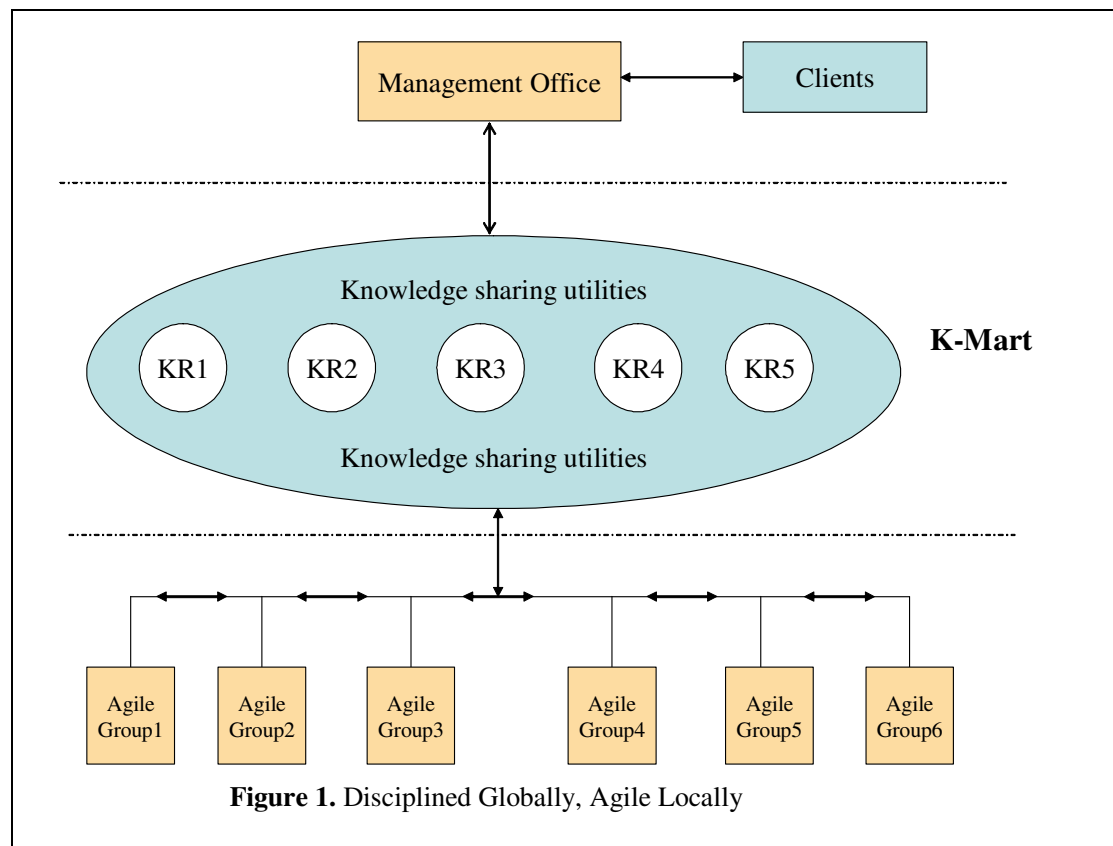 Management Office
Clients
Knowledge sharing utilities
K-Mart
KR1
KR2
KR3
KR4
KR5
Knowledge sharing utilities
Agile
Group1
Agile
Group2
Agile
Group3
Agile
Group4
Agile
Group5
Agile
Group6
Figure 1. Disciplined Globally, Agile Locally